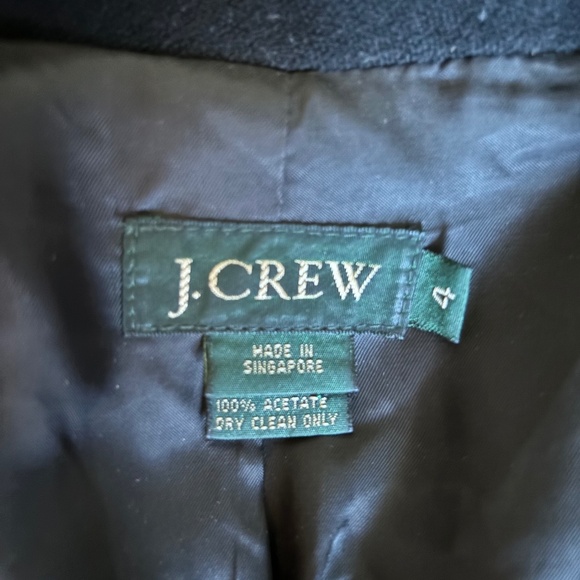 J.CREW
4
MADE IN
SINGAPORE
100% ACETATE
DRY CLEAN ONLY